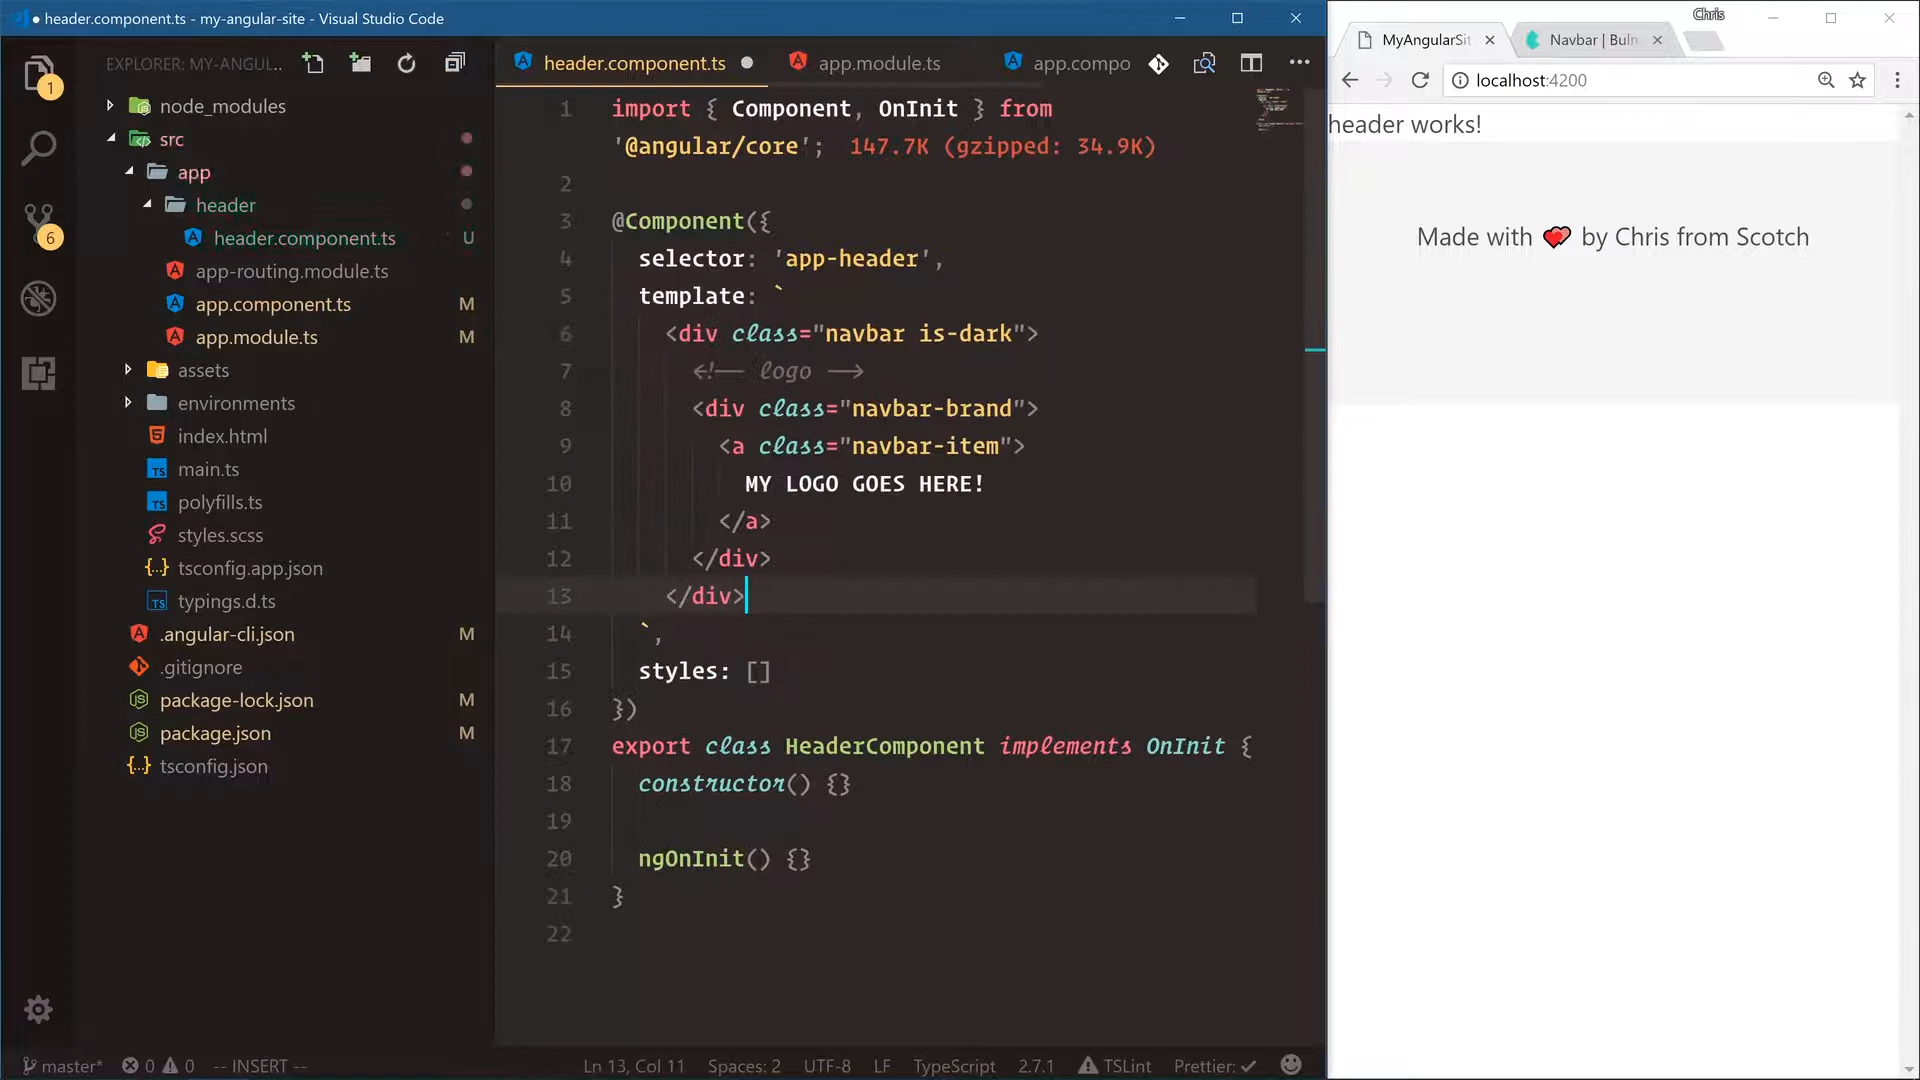 header.component.ts - my-angular-site - Visual Studio Code
EXPLORER: MY-ANGUL...
1
6
node_modules
src
app
header
header.component.ts U
app-routing.module.ts
app.component.ts M
app.module.ts M
assets
environments
index.html
main.ts
polyfills.ts
styles.scss
tsconfig.app.json
typings.d.ts
.angular-cli.json M
.gitignore
package-lock.json M
package.json M
tsconfig.json
header.component.ts app.module.ts app.compo
1 import { Component, OnInit } from
'@angular/core'; 147.7K (gzipped: 34.9K)
2
3 @Component({
4 selector: 'app-header',
5 template: `
6 <div class="navbar is-dark">
7 <!-- logo -->
8 <div class="navbar-brand">
9 <a class="navbar-item">
10 MY LOGO GOES HERE!
11 </a>
12 </div>
13 </div>
14 `,
15 styles: []
16 })
17 export class HeaderComponent implements OnInit {
18 constructor() {}
19
20 ngOnInit() {}
21 }
22
master* 0 0 -- INSERT -- Ln 13, Col 11 Spaces: 2 UTF-8 LF TypeScript 2.7.1 TSLint Prettier: ✓
Chris
MyAngularSit Navbar | Buln
localhost:4200
header works!
Made with ❤ by Chris from Scotch